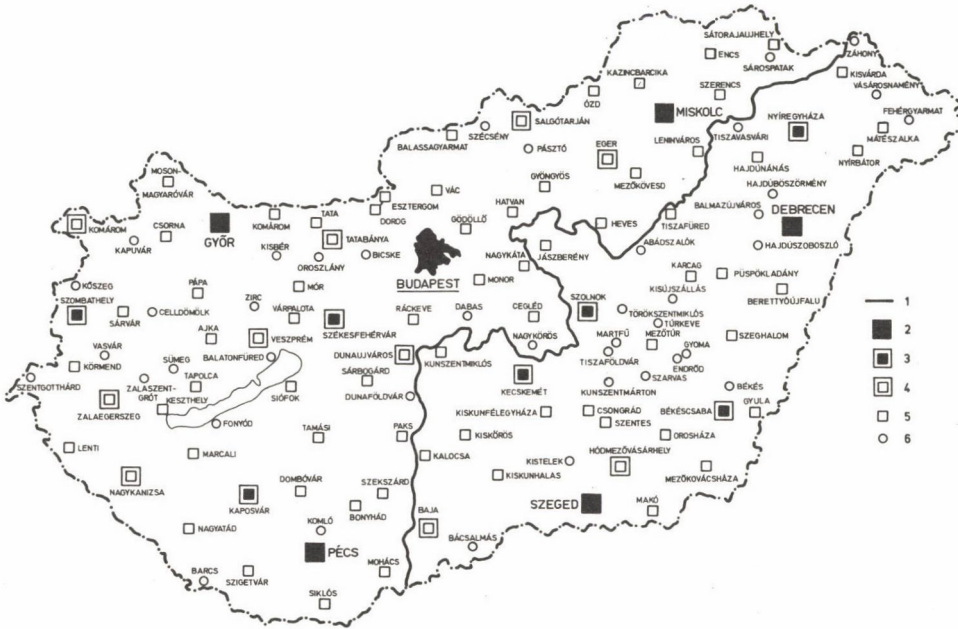 SÁTORAJAUJHELY
ENCS
SÁROSPATAK
ZÁHONY
KAZINCBARCIKA
KISVÁRDA
VÁSÁROSNAMÉNY
SZERENCS
ÓZD
MISKOLC
NYÍREGYHÁZA
FEHÉRGYARMAT
SALGÓTARJÁN
SZÉCSÉNY
BALASSAGYARMAT
PÁSZTÓ
EGER
LENINVÁROS
TISZAVASVÁRI
MÁTÉSZALKA
NYÍRBÁTOR
HAJDÚNÁNÁS
MEZŐKÖVESD
GYÖNGYÖS
HAJDÚBÖSZÖRMÉNY
MOSON-
MAGYARÓVÁR
VÁC
ESZTERGOM
HATVAN
BALMAZÚJVÁROS
DEBRECEN
KOMÁROM
CSORNA
GYŐR
KOMÁROM
TATA
DOROG
GÖDÖLLŐ
HEVES
TISZAFÜRED
KAPUVÁR
KISBÉR
TATABÁNYA
OROSZLÁNY
BICSKE
BUDAPEST
NAGYKÁTA
JÁSZBERÉNY
ABÁDSZALÓK
HAJDÚSZOBOSZLÓ
KŐSZEG
PÁPA
MÓR
MONOR
KARCAG
PÜSPÖKLADÁNY
KISÚJSZÁLLÁS
BERETTYÓÚJFALU
SZOMBATHELY
SÁRVÁR
CELLDÖMÖLK
ZIRC
VÁRPALOTA
SZÉKESFEHÉRVÁR
RÁCKEVE
DABAS
CEGLÉD
SZOLNOK
TÖRÖKSZENTMIKLÓS
TÚRKEVE
1
AJKA
VESZPRÉM
NAGYKŐRÖS
MARTFŰ
MEZŐTÚR
SZEGHALOM
2
VASVÁR
SÜMEG
BALATONFÜRED
DUNAUJVÁROS
KUNSZENTMIKLÓS
TISZAFÖLDVÁR
GYOMA
ENDRŐD
3
KÖRMEND
SZENTGOTTHÁRD
ZALASZENT-
GRÓT
TAPOLCA
SÁRBOGÁRD
KECSKEMÉT
SZARVAS
BÉKÉS
4
ZALAEGERSZEG
KESZTHELY
SIÓFOK
DUNAFÖLDVÁR
KUNSZENTMÁRTON
GYULA
5
FONYÓD
KISKUNFÉLEGYHÁZA
CSONGRÁD
BÉKÉSCSABA
SZENTES
6
LENTI
MARCALI
TAMÁSI
PAKS
KISKŐRÖS
OROSHÁZA
KALOCSA
KISTELEK
HÓDMEZŐVÁSÁRHELY
NAGYKANIZSA
DOMBÓVÁR
SZEKSZÁRD
KISKUNHALAS
MEZŐKOVÁCSHÁZA
KAPOSVÁR
BONYHÁD
BAJA
SZEGED
MAKÓ
NAGYATÁD
KOMLÓ
PÉCS
BÁCSALMÁS
BARCS
SZIGETVÁR
MOHÁCS
SIKLÓS